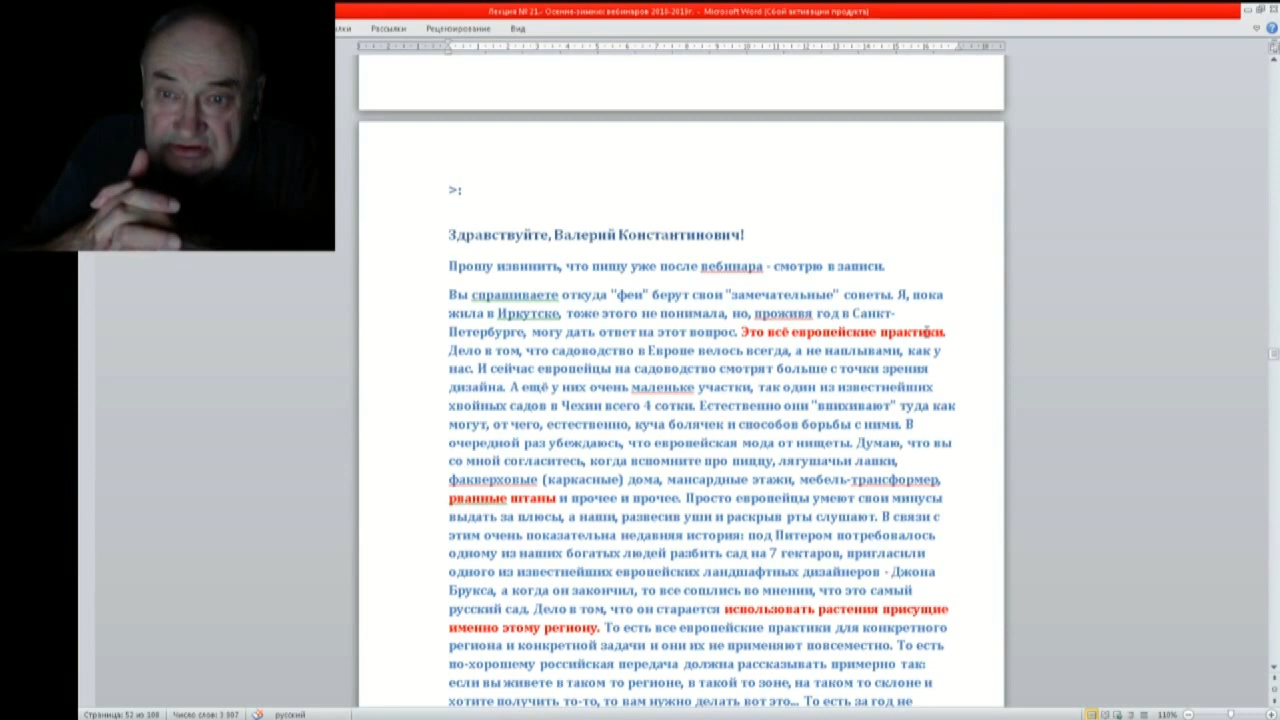 Лекция № 21.- Осенне-зимних вебинаров 2018-2019г. - Microsoft Word (Сбой активации продукта)
Рассылки Рецензирование Вид
>:
Здравствуйте, Валерий Константинович!
Прошу извинить, что пишу уже после вебинара - смотрю в записи.
Вы спрашиваете откуда "феи" берут свои "замечательные" советы. Я, пока
жила в Иркутске, тоже этого не понимала, но, проживя год в Санкт-
Петербурге, могу дать ответ на этот вопрос. Это всё европейские практики.
Дело в том, что садоводство в Европе велось всегда, а не наплывами, как у
нас. И сейчас европейцы на садоводство смотрят больше с точки зрения
дизайна. А ещё у них очень маленьке участки, так один из известнейших
хвойных садов в Чехии всего 4 сотки. Естественно они "впихивают" туда как
могут, от чего, естественно, куча болячек и способов борьбы с ними. В
очередной раз убеждаюсь, что европейская мода от нищеты. Думаю, что вы
со мной согласитесь, когда вспомните про пиццу, лягушачьи лапки,
факверховые (каркасные) дома, мансардные этажи, мебель-трансформер,
рванные штаны и прочее и прочее. Просто европейцы умеют свои минусы
выдать за плюсы, а наши, развесив уши и раскрыв рты слушают. В связи с
этим очень показательна недавняя история: под Питером потребовалось
одному из наших богатых людей разбить сад на 7 гектаров, пригласили
одного из известнейших европейских ландшафтных дизайнеров - Джона
Брукса, а когда он закончил, то все сошлись во мнении, что это самый
русский сад. Дело в том, что он старается использовать растения присущие
именно этому региону. То есть все европейские практики для конкретного
региона и конкретной задачи и они их не применяют повсеместно. То есть
по-хорошему российская передача должна рассказывать примерно так:
если вы живете в таком то регионе, в такой то зоне, на таком то склоне и
хотите получить то-то, то вам нужно делать вот это... То есть за год не
Страница: 52 из 108 Число слов: 3 987 русский 110%